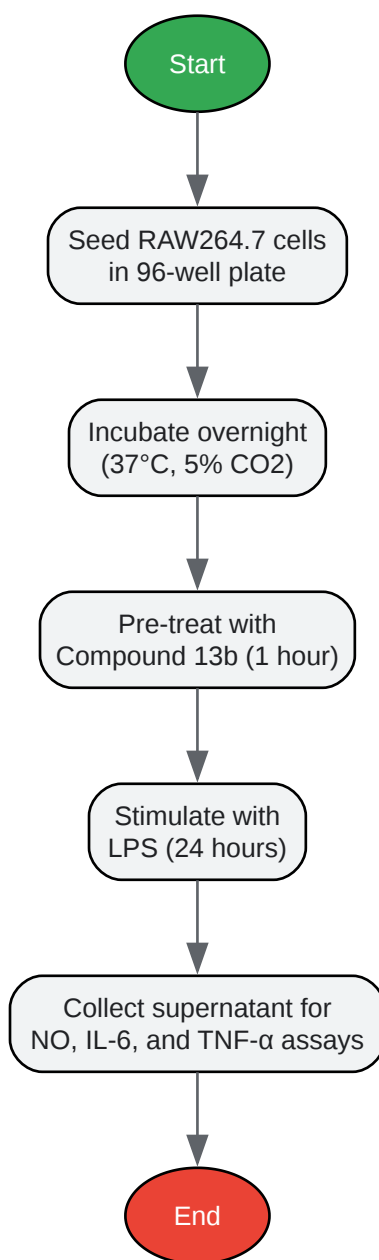 Start
Seed RAW264.7 cells
in 96-well plate
Incubate overnight
(37°C, 5% CO2)
Pre-treat with
Compound 13b (1 hour)
Stimulate with
LPS (24 hours)
Collect supernatant for
NO, IL-6, and TNF-α assays
End